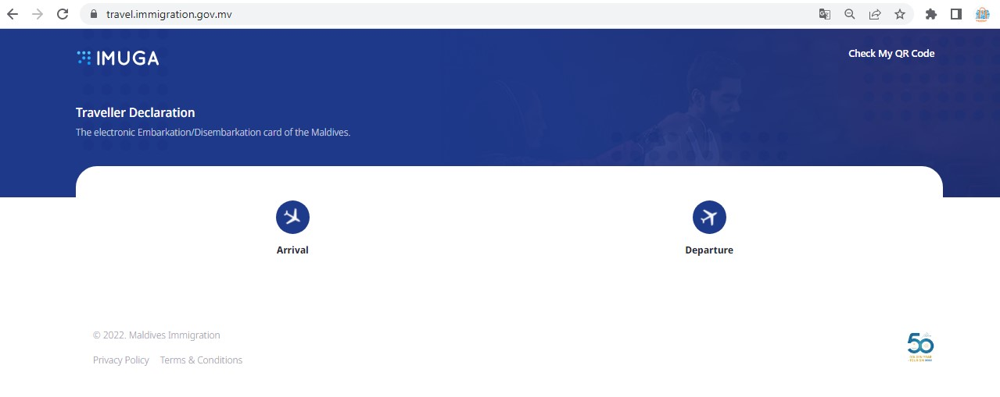 travel.immigration.gov.mv
IMUGA
Check My QR Code
Traveller Declaration
The electronic Embarkation/Disembarkation card of the Maldives.
Arrival
Departure
© 2022. Maldives Immigration
50
Privacy Policy
Terms & Conditions